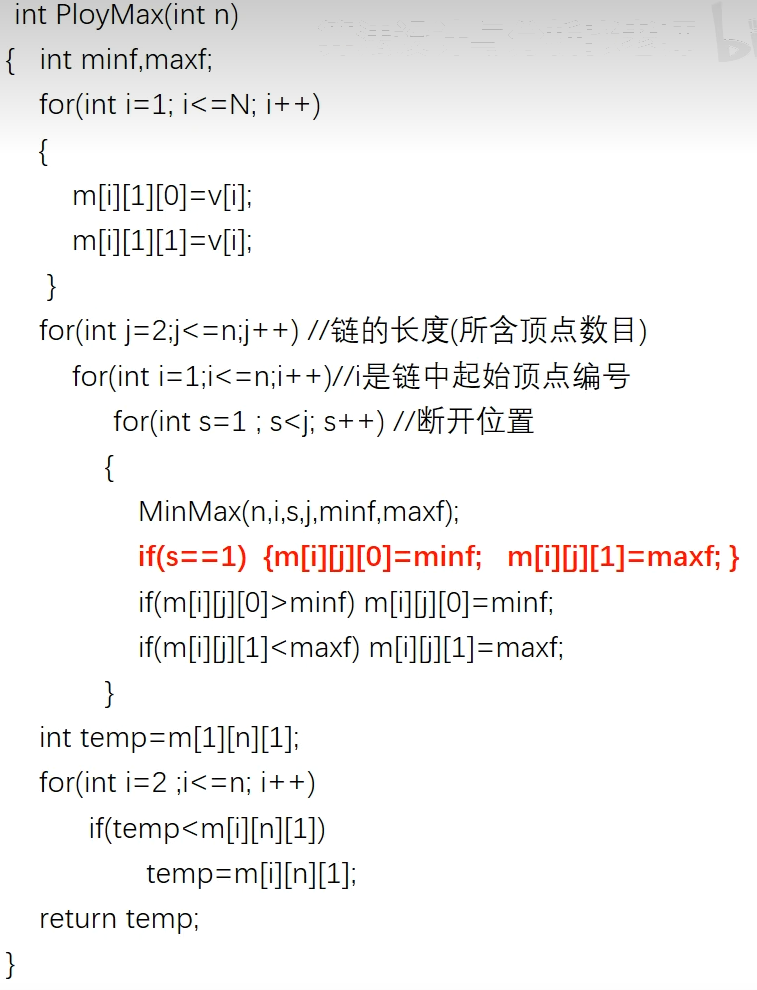 int PloyMax(int n)
{ int minf,maxf;
for(int i=1; i<=N; i++)
{
m[i][1][0]=v[i];
m[i][1][1]=v[i];
}
for(int j=2;j<=n;j++) //链的长度(所含顶点数目)
for(int i=1;i<=n;i++)//i是链中起始顶点编号
for(int s=1 ; s<j; s++) //断开位置
{
MinMax(n,i,s,j,minf,maxf);
if(s==1) {m[i][j][0]=minf; m[i][j][1]=maxf; }
if(m[i][j][0]>minf) m[i][j][0]=minf;
if(m[i][j][1]<maxf) m[i][j][1]=maxf;
}
int temp=m[1][n][1];
for(int i=2 ;i<=n; i++)
if(temp<m[i][n][1])
temp=m[i][n][1];
return temp;
}